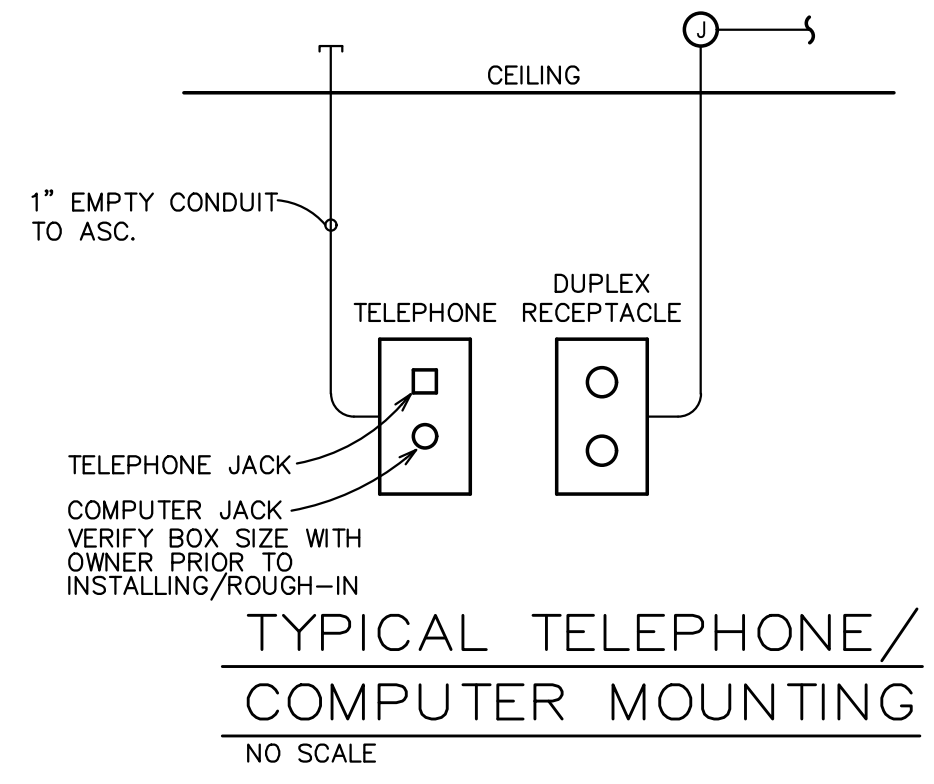 J
CEILING
1” EMPTY CONDUIT
TO ASC.
DUPLEX
TELEPHONE RECEPTACLE
TELEPHONE JACK
COMPUTER JACK
VERIFY BOX SIZE WITH
OWNER PRIOR TO
INSTALLING/ROUGH-IN
TYPICAL TELEPHONE/
COMPUTER MOUNTING
NO SCALE